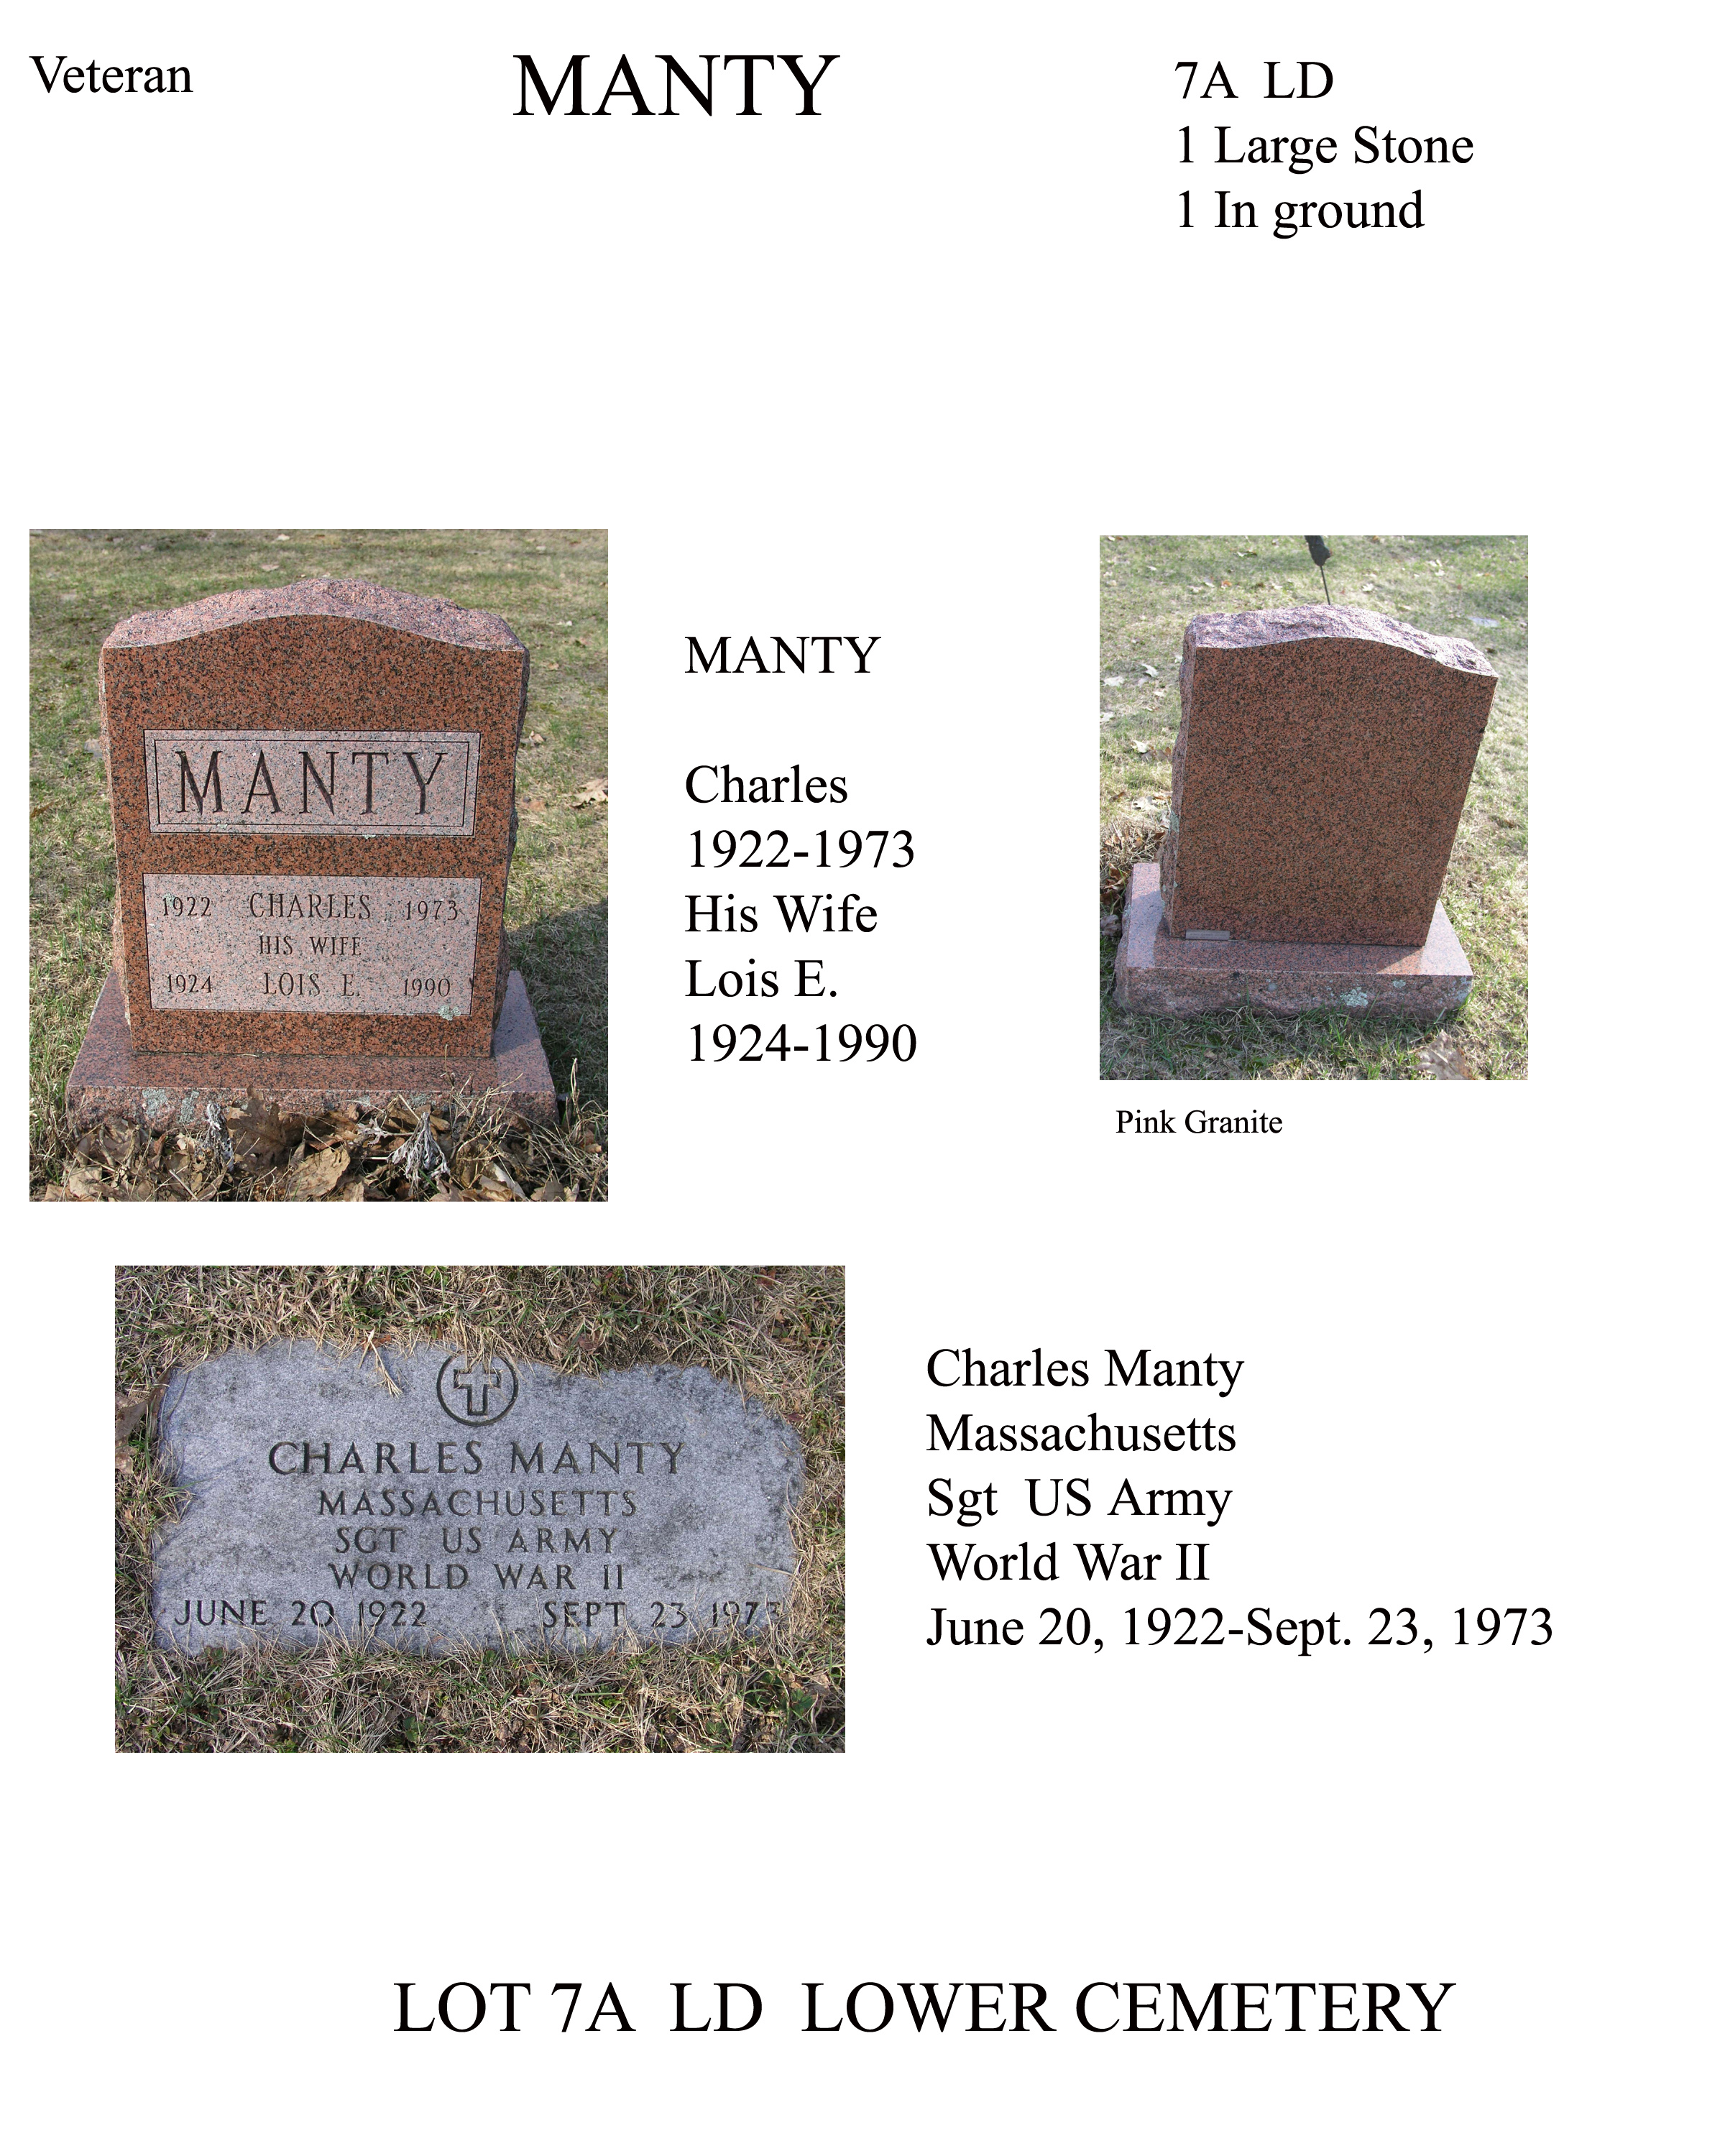 Veteran
MANTY
7A LD
1 Large Stone
1 In ground
MANTY
1922 CHARLES 1973
HIS WIFE
1924 LOIS E. 1990
MANTY
Charles
1922-1973
His Wife
Lois E.
1924-1990
Pink Granite
CHARLES MANTY
MASSACHUSETTS
SGT US ARMY
WORLD WAR II
JUNE 20 1922 SEPT 23 1973
Charles Manty
Massachusetts
Sgt US Army
World War II
June 20, 1922-Sept. 23, 1973
LOT 7A LD LOWER CEMETERY